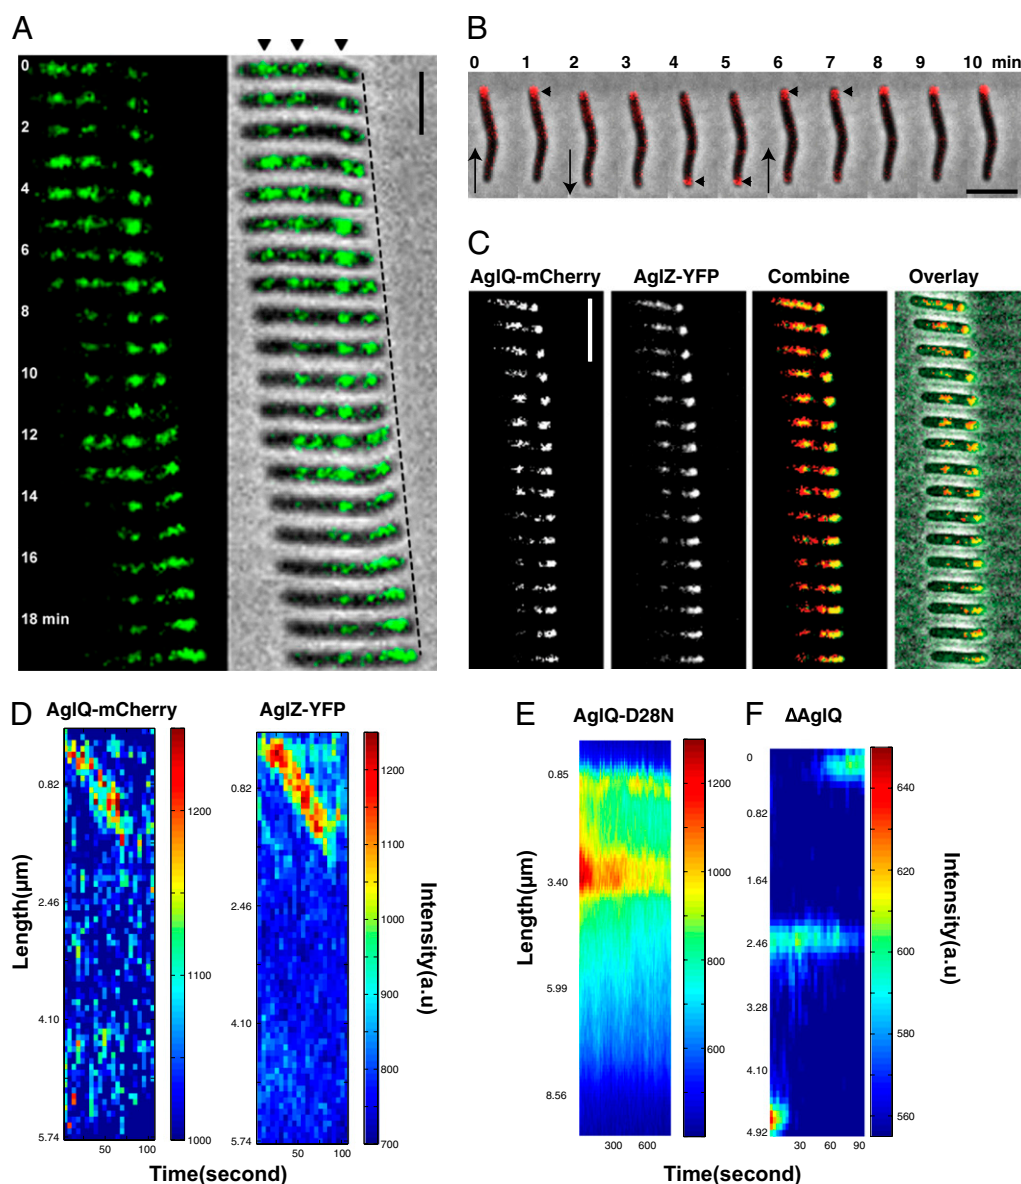 A
0
2
4
6
8
10
12
14
16
18 min
B
0 1 2 3 4 5 6 7 8 9 10 min
C
AglQ-mCherry AglZ-YFP Combine Overlay
D
AglQ-mCherry
AglZ-YFP
Length(μm)
0.82
2.46
4.10
5.74
50 100
1200
1100
1000
0.82
2.46
4.10
5.74
50 100
1200
1100
1000
900
800
700
Intensity(a.u)
Time(second)
E
AglQ-D28N
Length(μm)
0.85
3.40
5.99
8.56
300 600
1200
1000
800
600
F
ΔAglQ
0
0.82
1.64
2.46
3.28
4.10
4.92
30 60 90
640
620
600
580
560
Intensity(a.u)
Time(second)